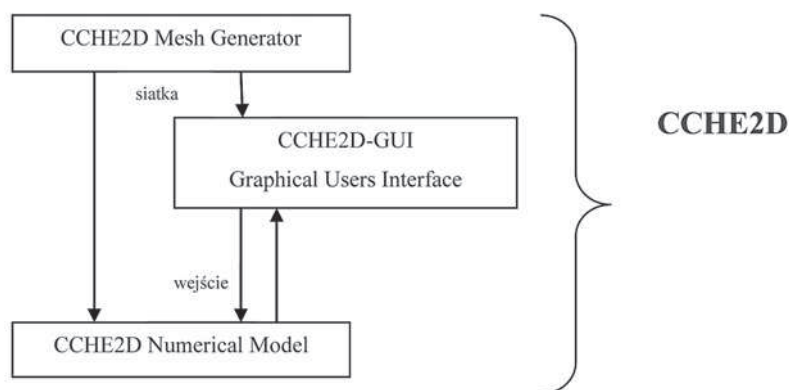 CCHE2D Mesh Generator
siatka
CCHE2D-GUI
Graphical Users Interface
CCHE2D
wejście
CCHE2D Numerical Model